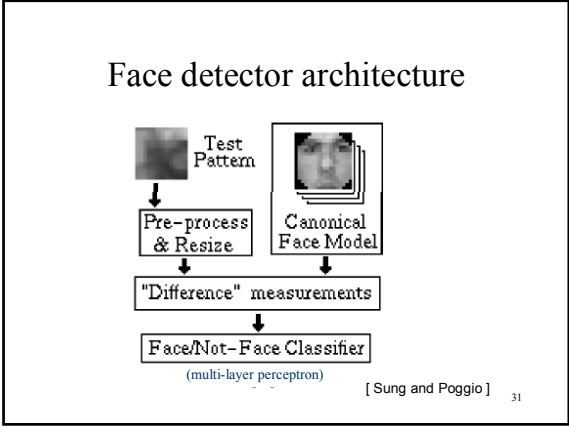 Face detector architecture
Test
Pattern
Pre-process
& Resize
Canonical
Face Model
"Difference" measurements
Face/Not-Face Classifier
(multi-layer perceptron)
[ Sung and Poggio ]
31